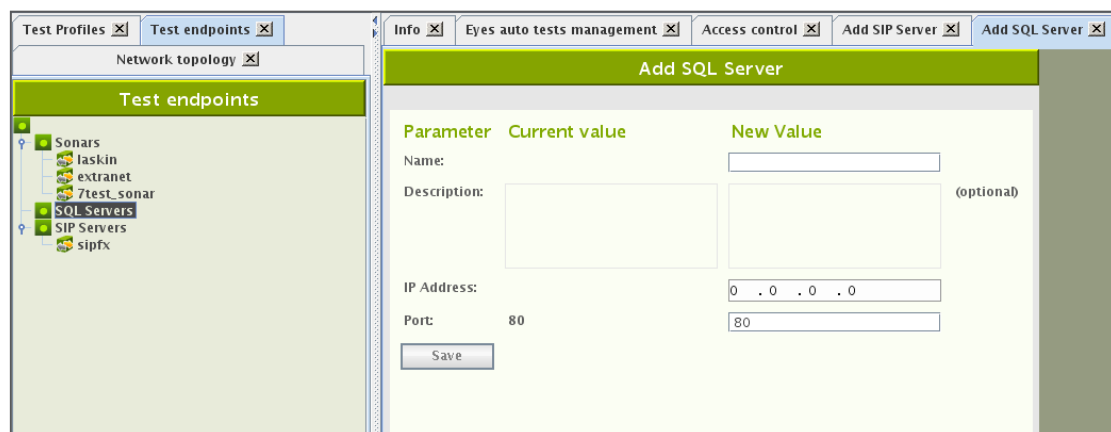 Test Profiles
Test endpoints
Network topology
Test endpoints
Sonars
laskin
extranet
7test_sonar
SQL Servers
SIP Servers
sipfx
Info
Eyes auto tests management
Access control
Add SIP Server
Add SQL Server
Add SQL Server
Parameter Current value New Value
Name:
Description: (optional)
IP Address: 0 . 0 . 0 . 0
Port: 80 80
Save